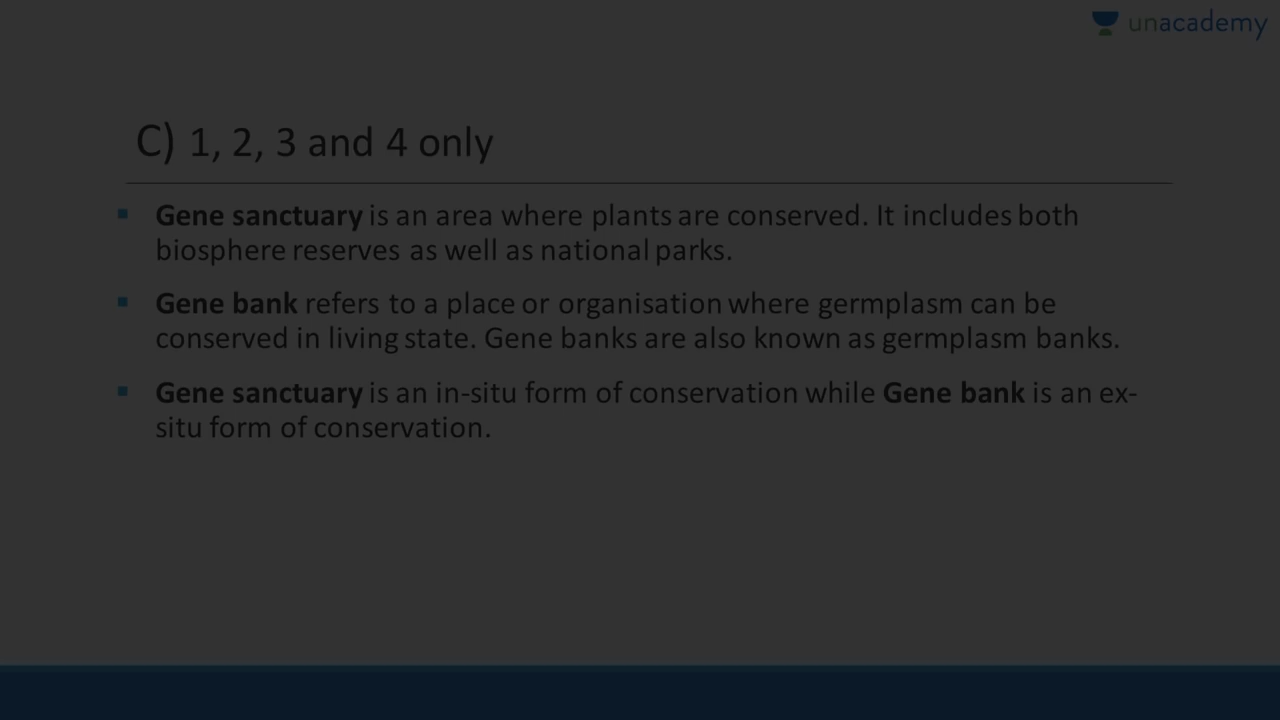 unacademy
C) 1, 2, 3 and 4 only
Gene sanctuary is an area where plants are conserved. It includes both
biosphere reserves as well as national parks.
Gene bank refers to a place or organisation where germplasm can be
conserved in living state. Gene banks are also known as germplasm banks.
Gene sanctuary is an in-situ form of conservation while Gene bank is an ex-
situ form of conservation.